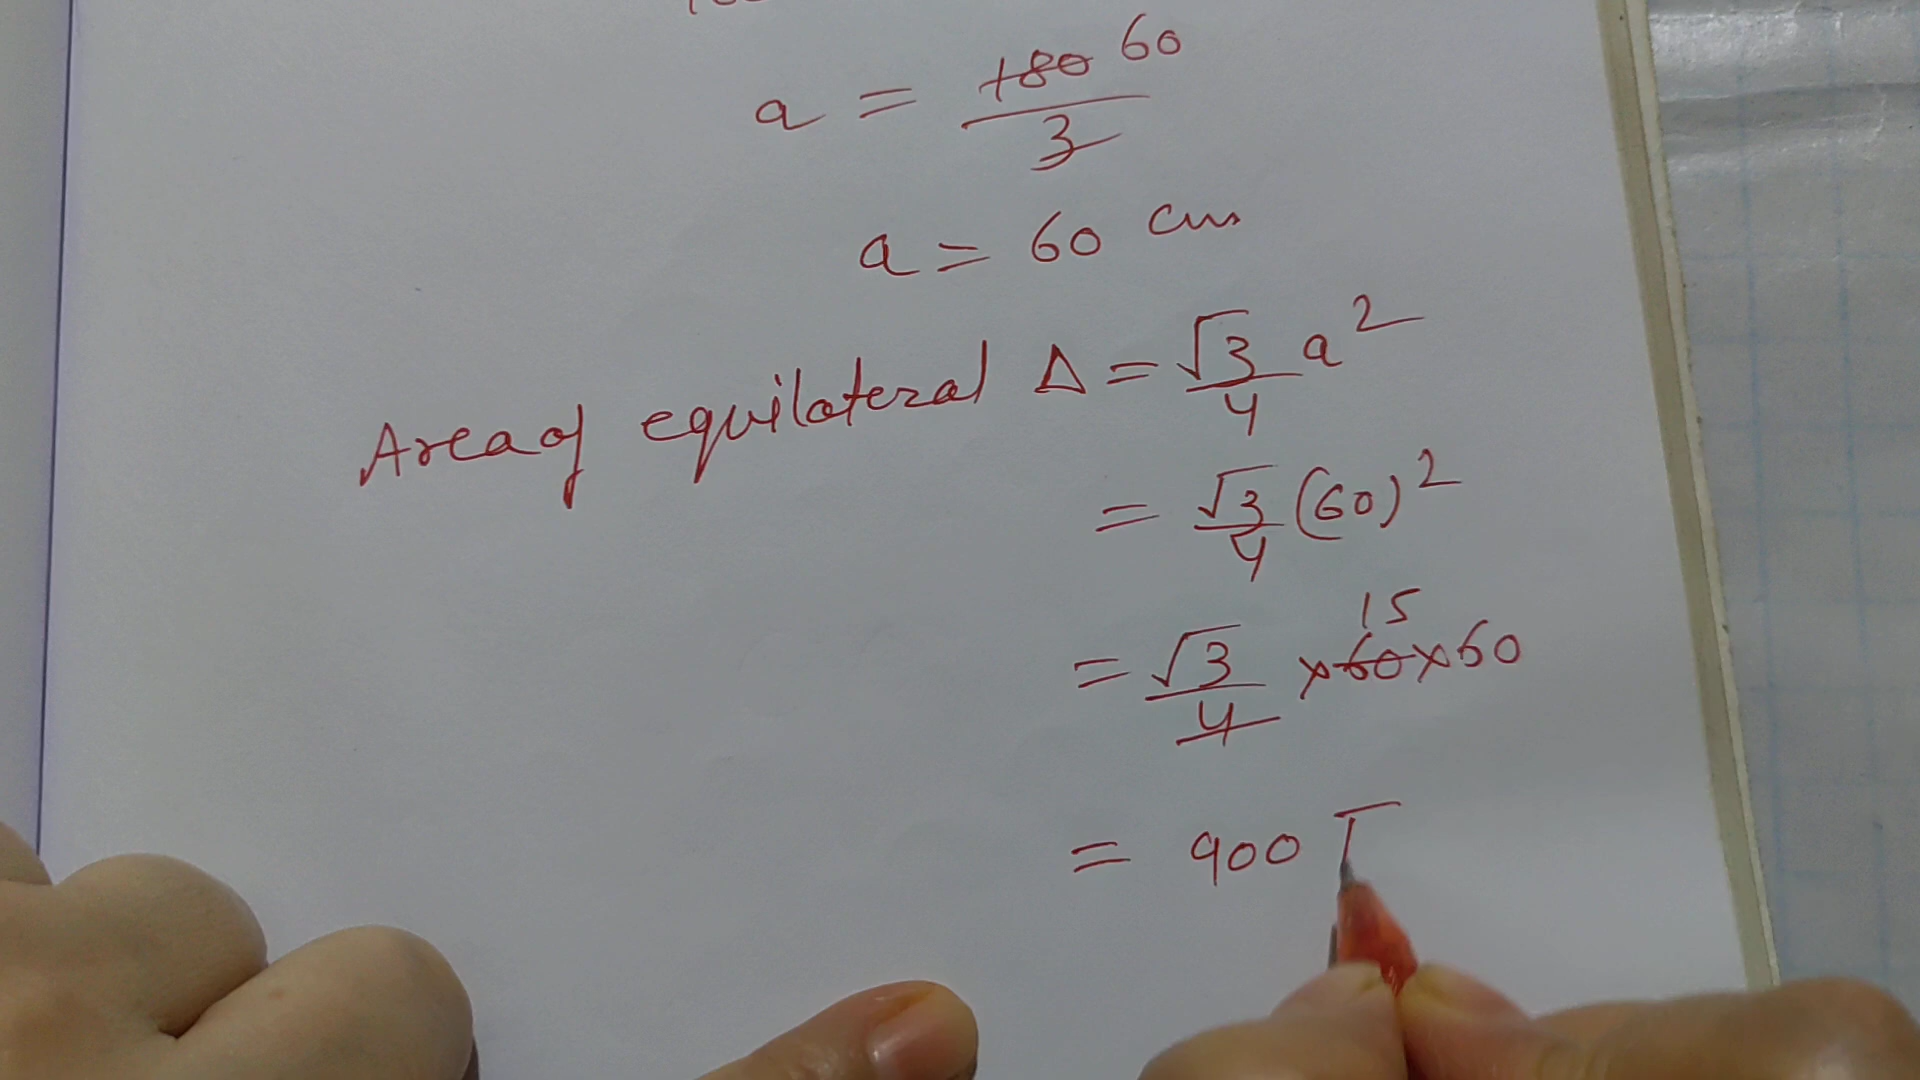 a = 180 60 / 3
a = 60 cm
Area of equilateral Δ = √3/4 a²
= √3/4 (60)²
15
= √3/4 ×60×60
= 900 √